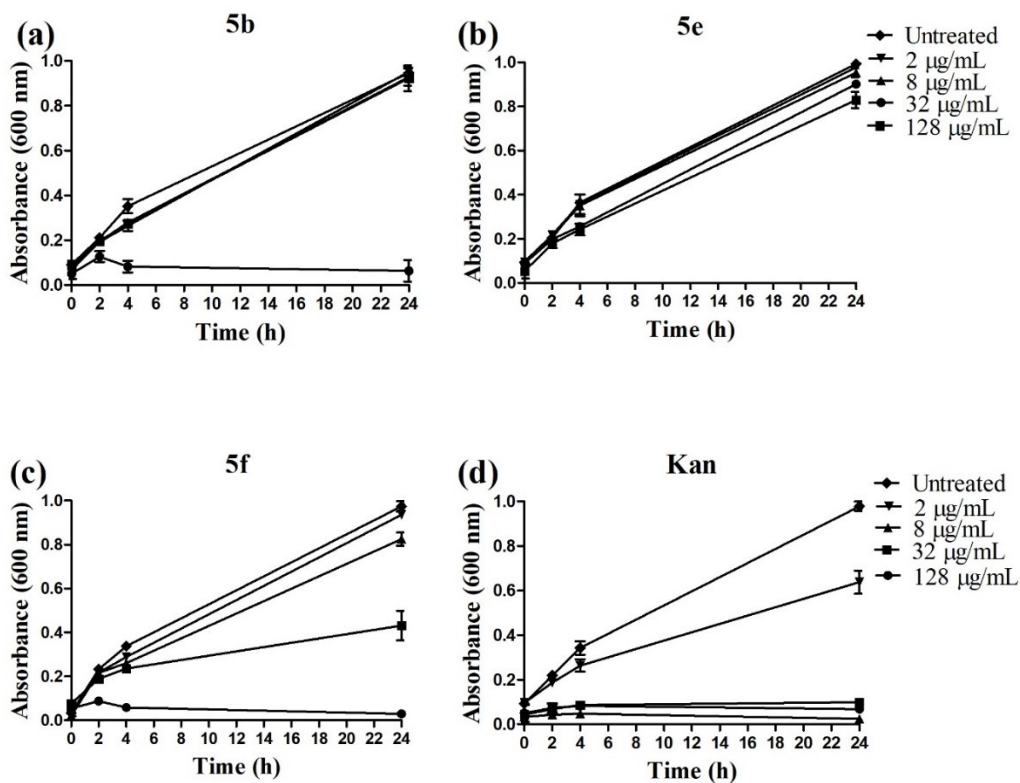 (a)
5b
Absorbance (600 nm)
1.0
0.8
0.6
0.4
0.2
0.0
0 2 4 6 8 10 12 14 16 18 20 22 24
Time (h)
(b)
5e
Absorbance (600 nm)
1.0
0.8
0.6
0.4
0.2
0.0
0 2 4 6 8 10 12 14 16 18 20 22 24
Time (h)
Untreated
2 μg/mL
8 μg/mL
32 μg/mL
128 μg/mL
(c)
5f
Absorbance (600 nm)
1.0
0.8
0.6
0.4
0.2
0.0
0 2 4 6 8 10 12 14 16 18 20 22 24
Time (h)
(d)
Kan
Absorbance (600 nm)
1.0
0.8
0.6
0.4
0.2
0.0
0 2 4 6 8 10 12 14 16 18 20 22 24
Time (h)
Untreated
2 μg/mL
8 μg/mL
32 μg/mL
128 μg/mL